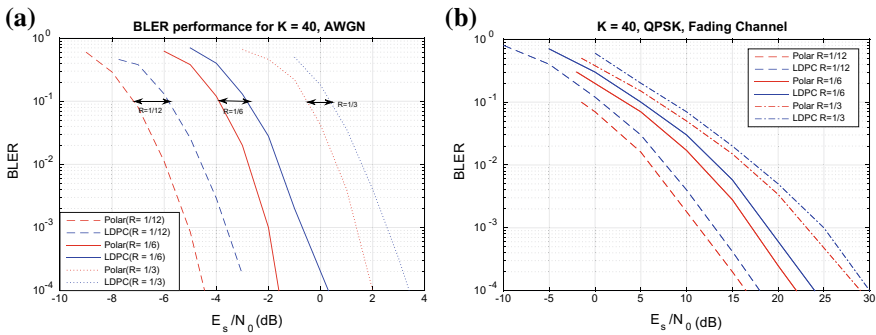 (a)
BLER performance for K = 40, AWGN
BLER
10^0
10^-1
10^-2
10^-3
10^-4
R=1/12
R=1/6
R=1/3
Polar(R= 1/12)
LDPC(R= 1/12)
Polar(R= 1/6)
LDPC(R= 1/6)
Polar(R= 1/3)
LDPC(R= 1/3)
-10 -8 -6 -4 -2 0 2 4
E_s/N_0 (dB)
(b)
K = 40, QPSK, Fading Channel
BLER
10^0
10^-1
10^-2
10^-3
10^-4
Polar R=1/12
LDPC R=1/12
Polar R=1/6
LDPC R=1/6
Polar R=1/3
LDPC R=1/3
-10 -5 0 5 10 15 20 25 30
E_s/N_0 (dB)